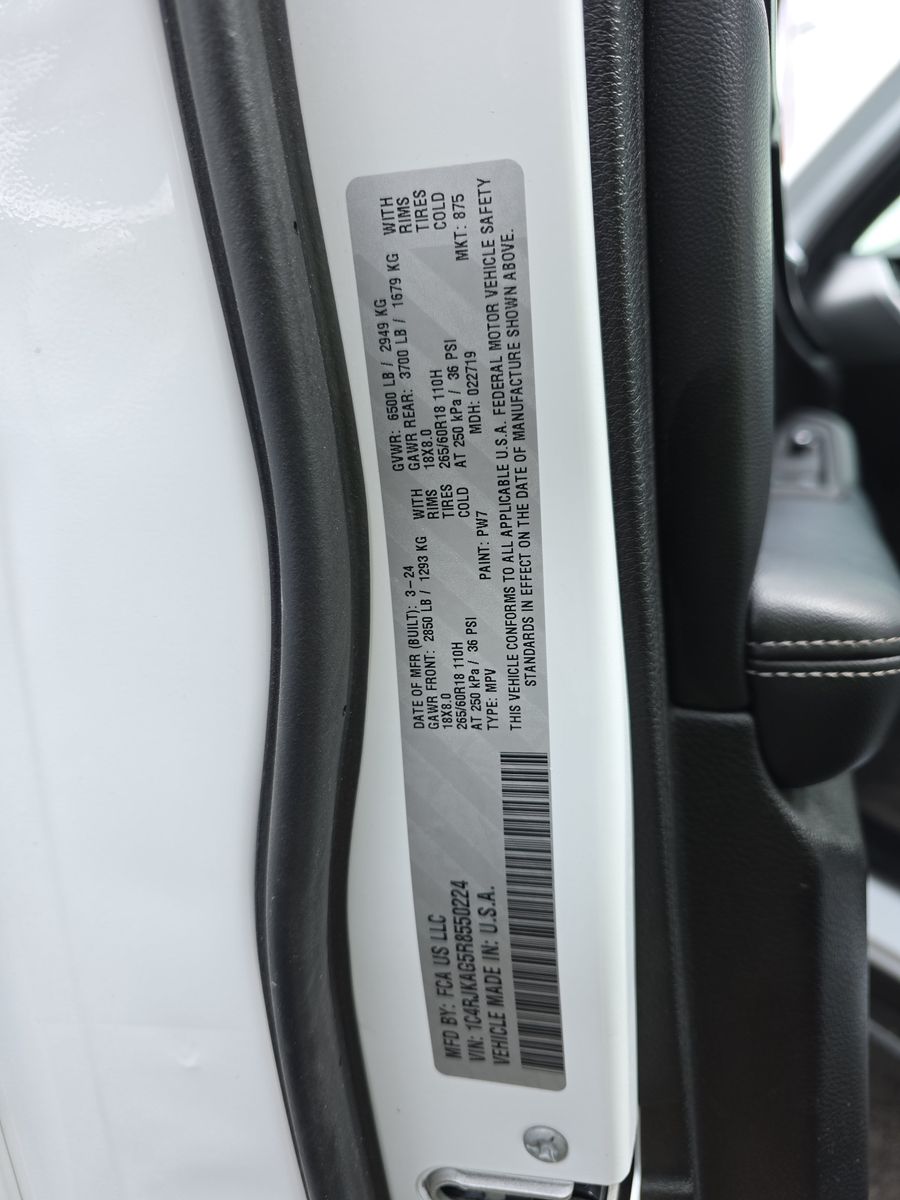 MFD BY: FCA US LLC
VIN: 1C4RJKAG5R8550224
VEHICLE MADE IN: U.S.A.
DATE OF MFR (BUILT): 3-24
GAWR FRONT: 2850 LB / 1293 KG WITH
18X8.0 RIMS
265/60R18 110H TIRES
AT 250 kPa / 36 PSI COLD
TYPE: MPV PAINT: PW7
GVWR: 6500 LB / 2949 KG
GAWR REAR: 3700 LB / 1679 KG WITH
18X8.0 RIMS
265/60R18 110H TIRES
AT 250 kPa / 36 PSI COLD
MDH: 022719 MKT: 875
THIS VEHICLE CONFORMS TO ALL APPLICABLE U.S.A. FEDERAL MOTOR VEHICLE SAFETY
STANDARDS IN EFFECT ON THE DATE OF MANUFACTURE SHOWN ABOVE.